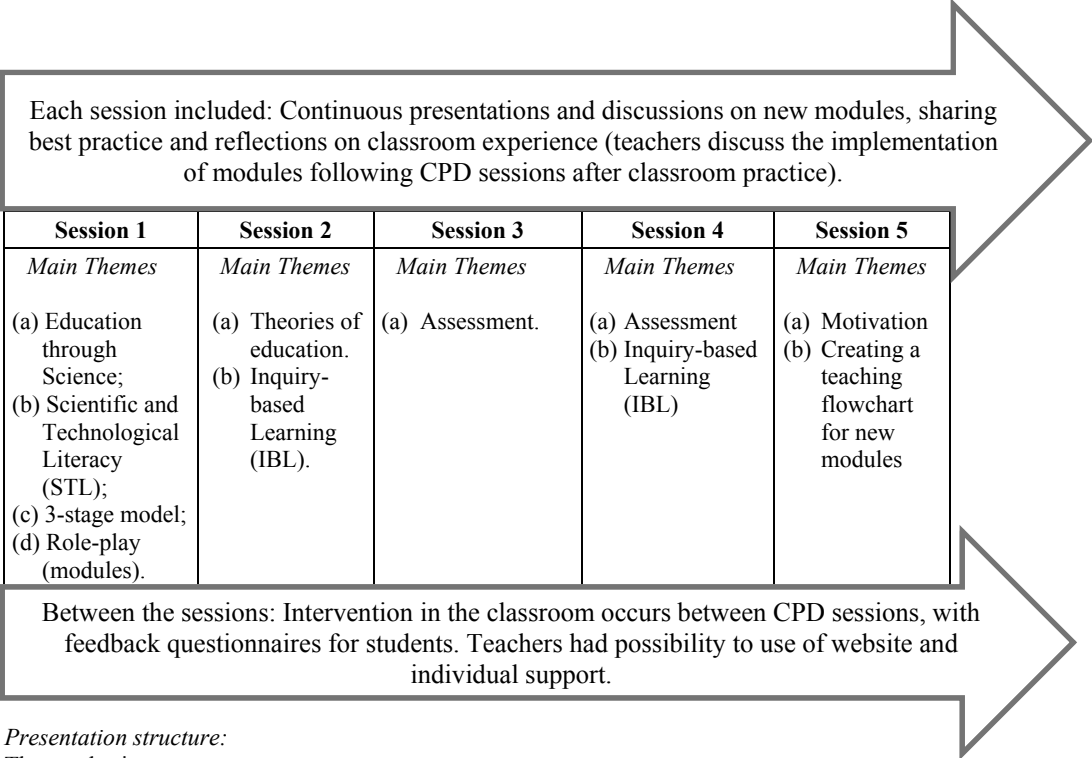 Each session included: Continuous presentations and discussions on new modules, sharing
best practice and reflections on classroom experience (teachers discuss the implementation
of modules following CPD sessions after classroom practice).
Session 1
Main Themes
(a) Education
through
Science;
(b) Scientific and
Technological
Literacy
(STL);
(c) 3-stage model;
(d) Role-play
(modules).
Session 2
Main Themes
(a) Theories of
education.
(b) Inquiry-
based
Learning
(IBL).
Session 3
Main Themes
(a) Assessment.
Session 4
Main Themes
(a) Assessment
(b) Inquiry-based
Learning
(IBL)
Session 5
Main Themes
(a) Motivation
(b) Creating a
teaching
flowchart
for new
modules
Between the sessions: Intervention in the classroom occurs between CPD sessions, with
feedback questionnaires for students. Teachers had possibility to use of website and
individual support.
Presentation structure: